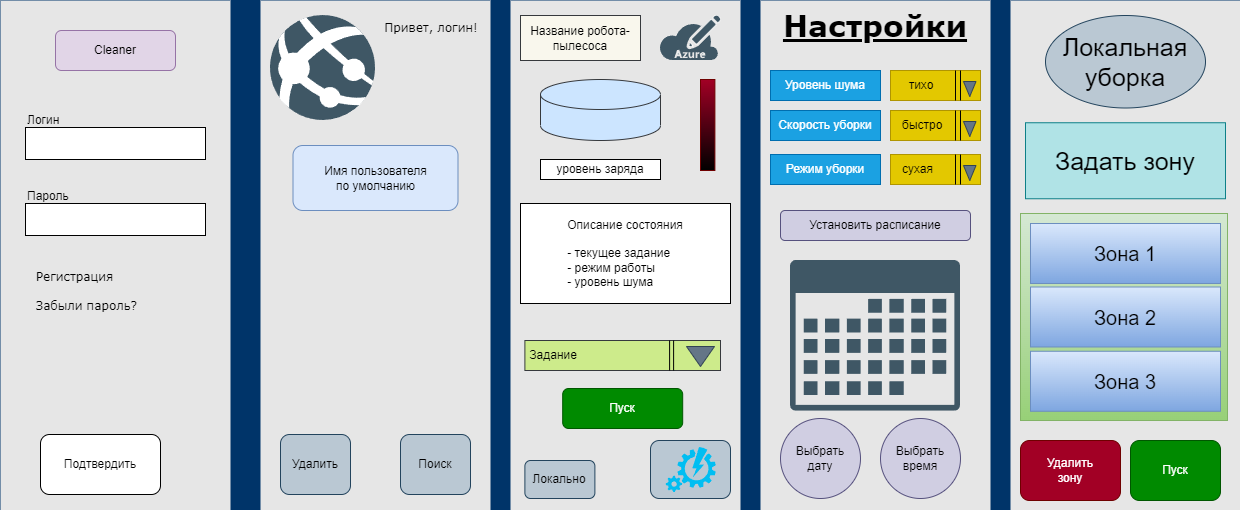 Cleaner
Логин
Пароль
Регистрация
Забыли пароль?
Подтвердить
Привет, логин!
Имя пользователя
по умолчанию
Удалить
Поиск
Название робота-
пылесоса
Azure
уровень заряда
Описание состояния
- текущее задание
- режим работы
- уровень шума
Задание
Пуск
Локально
Настройки
Уровень шума
тихо
Скорость уборки
быстро
Режим уборки
сухая
Установить расписание
Выбрать
дату
Выбрать
время
Локальная
уборка
Задать зону
Зона 1
Зона 2
Зона 3
Удалить
зону
Пуск